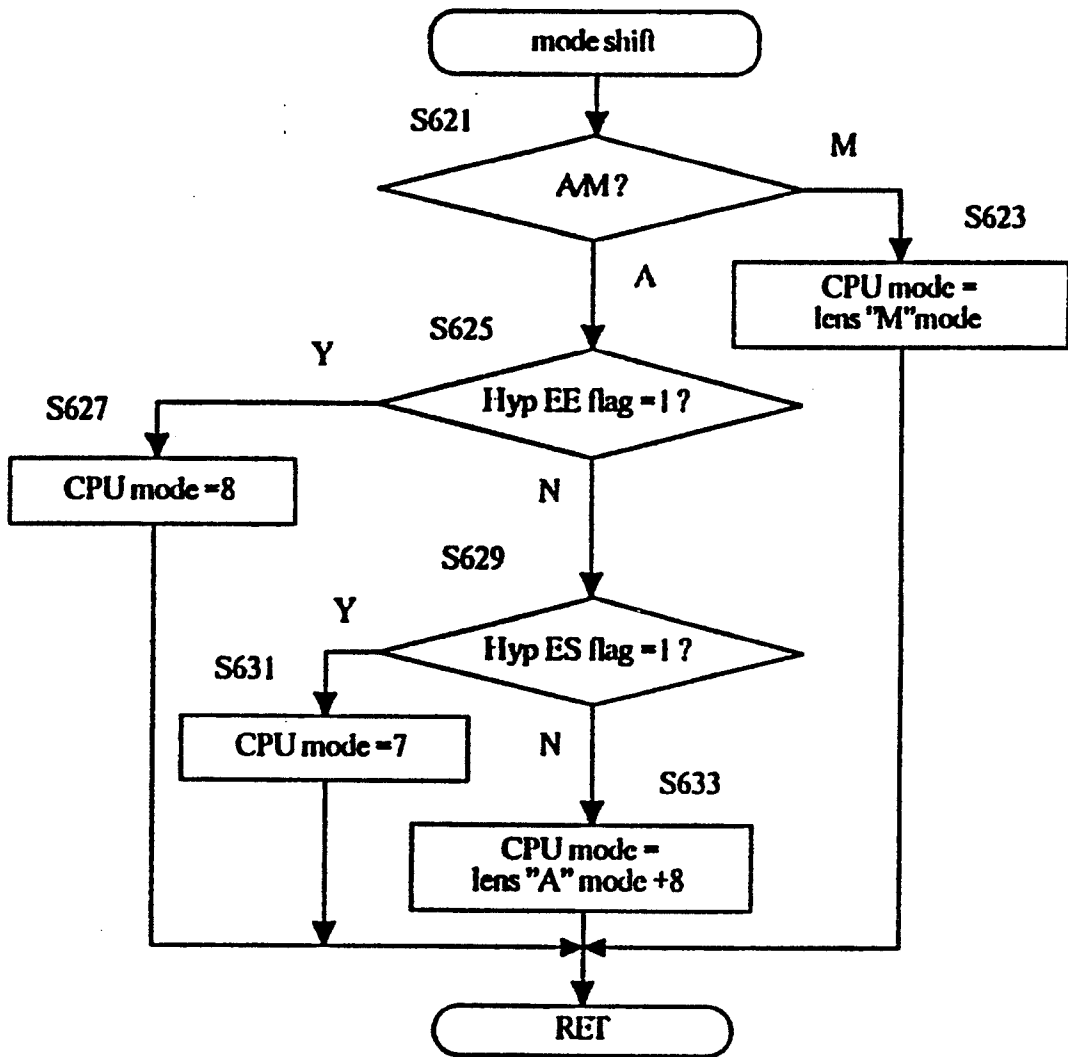 mode shift
S621
M
A/M ?
S623
A
CPU mode =
lens "M" mode
S625
Y
Hyp EE flag =1 ?
S627
CPU mode =8
N
S629
Y
Hyp ES flag =1 ?
S631
CPU mode =7
N
S633
CPU mode =
lens "A" mode +8
RET